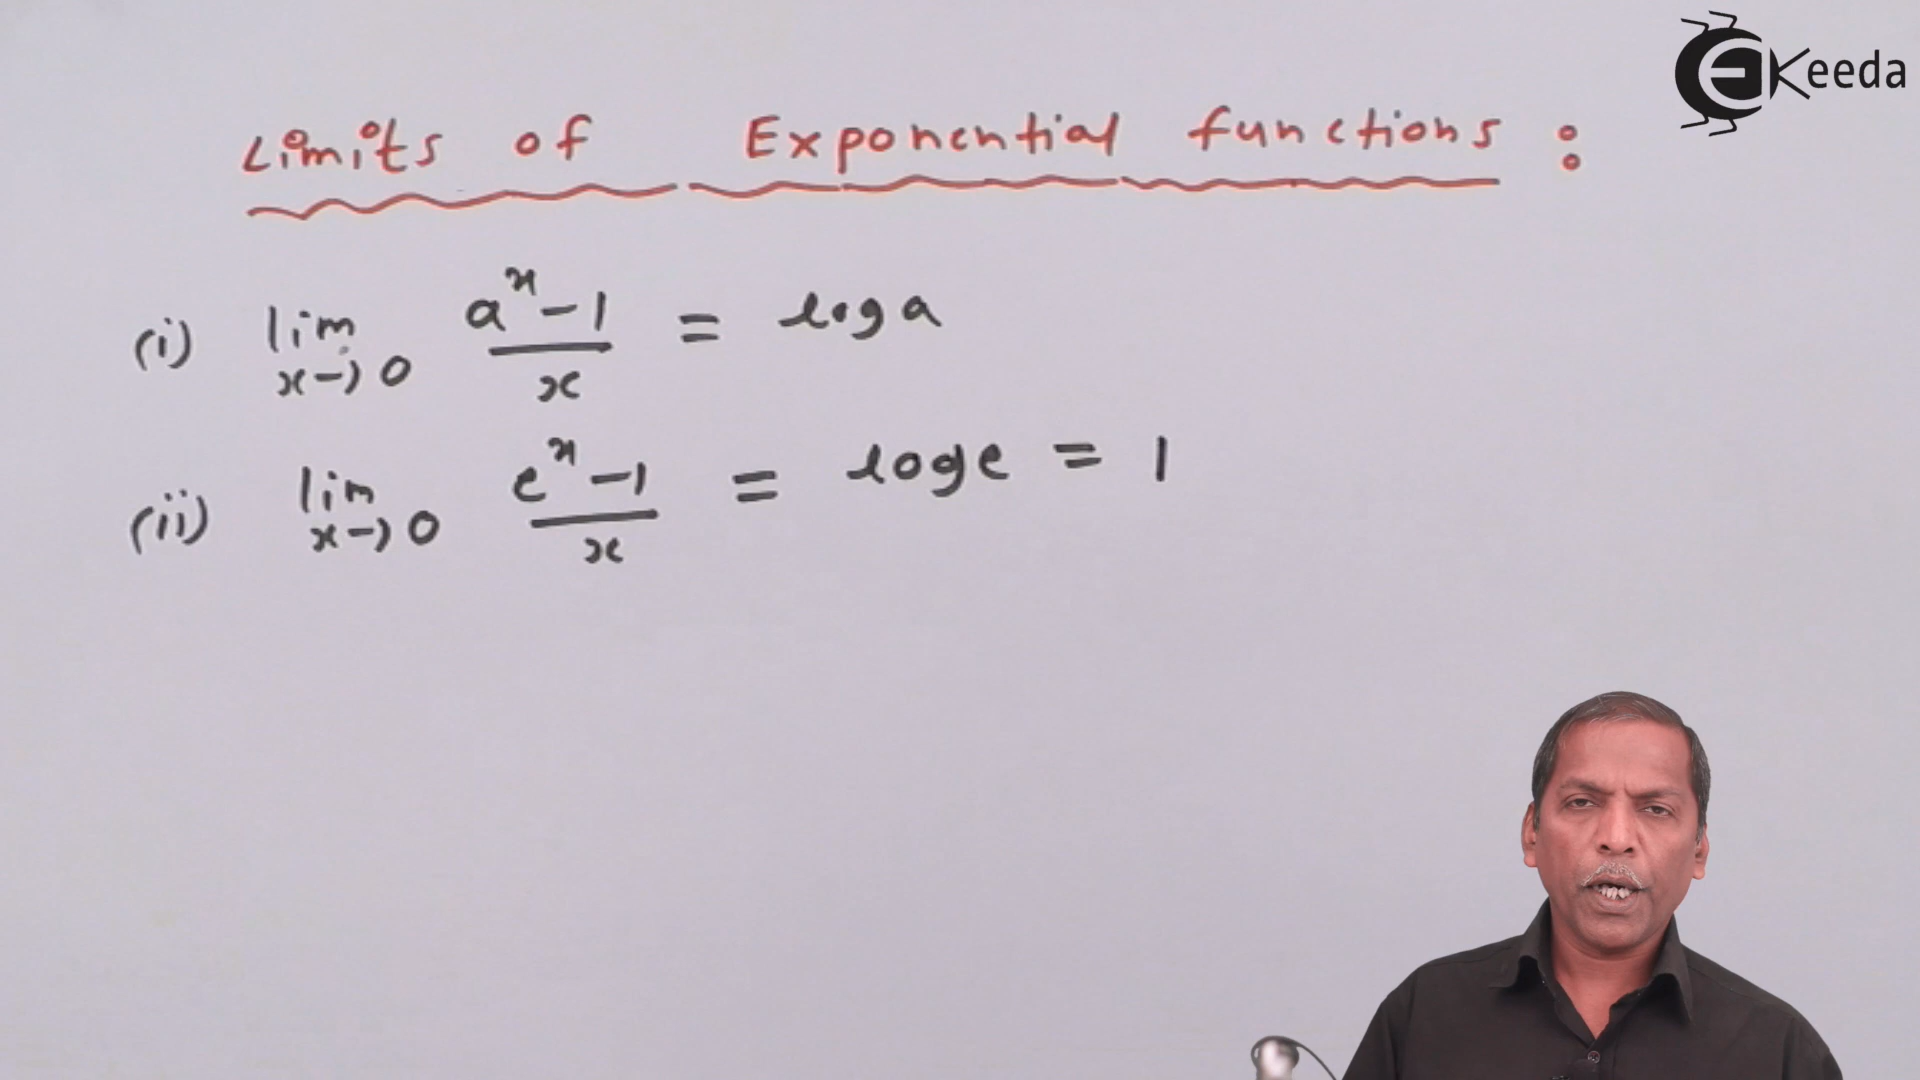 EKeeda
Limits of Exponential functions :
(i) lim x→0 (a^x - 1)/x = log a
(ii) lim x→0 (e^x - 1)/x = log e = 1